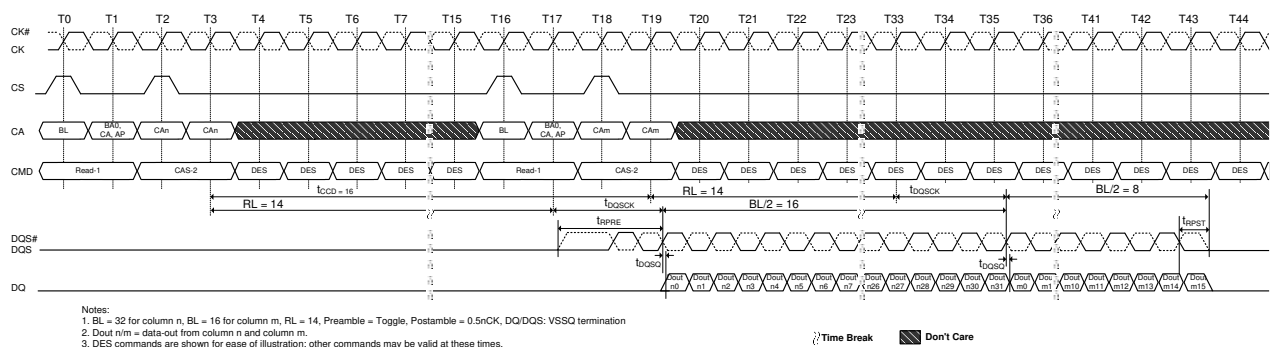 T0 T1 T2 T3 T4 T5 T6 T7 T15 T16 T17 T18 T19 T20 T21 T22 T23 T33 T34 T35 T36 T41 T42 T43 T44
CK#
CK
CS
CA BL BA0, CA, AP CAn CAn BL BA0, CA, AP CAm CAm
CMD Read-1 CAS-2 DES DES DES DES DES Read-1 CAS-2 DES DES DES DES DES DES DES DES DES DES DES DES
tCCD = 16 RL = 14 tDQSCK BL/2 = 8
RL = 14 tDQSCK BL/2 = 16
tRPRE tRPST
DQS#
DQS
tDQSQ tDQSQ
DQ Dout n0 Dout n1 Dout n2 Dout n3 Dout n4 Dout n5 Dout n6 Dout n7 Dout n26 Dout n27 Dout n28 Dout n29 Dout n30 Dout n31 Dout m0 Dout m1 Dout m10 Dout m11 Dout m12 Dout m13 Dout m14 Dout m15
Notes:
1. BL = 32 for column n, BL = 16 for column m, RL = 14, Preamble = Toggle, Postamble = 0.5nCK, DQ/DQS: VSSQ termination
2. Dout n/m = data-out from column n and column m.
3. DES commands are shown for ease of illustration; other commands may be valid at these times.
Time Break Don't Care